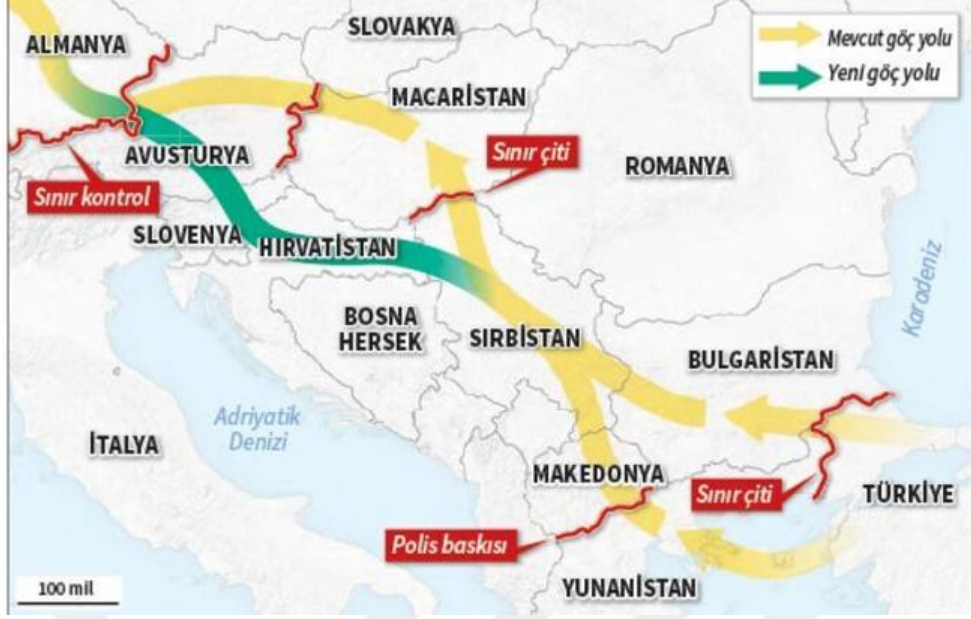 SLOVAKYA
Mevcut göç yolu
ALMANYA
Yeni göç yolu
MACARİSTAN
AVUSTURYA
Sınır çiti
ROMANYA
Sınır kontrol
SLOVENYA
HIRVATİSTAN
Karadeniz
BOSNA
HERSEK
SIRBİSTAN
BULGARİSTAN
Adriyatik
Denizi
İTALYA
MAKEDONYA
Sınır çiti
TÜRKİYE
Polis baskısı
100 mil
YUNANİSTAN